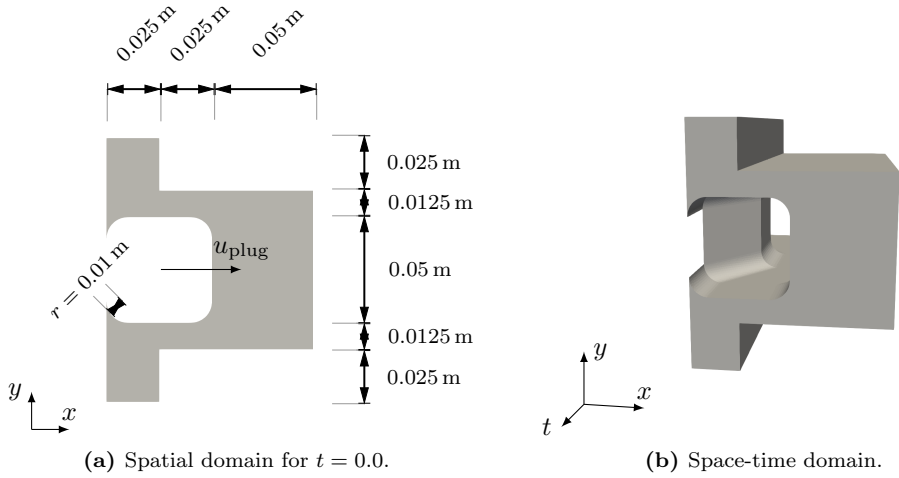 0.025 m
0.025 m
0.05 m
0.025 m
0.0125 m
u_plug
0.05 m
r = 0.01 m
0.0125 m
0.025 m
y
x
y
x
t
(a) Spatial domain for t = 0.0.
(b) Space-time domain.